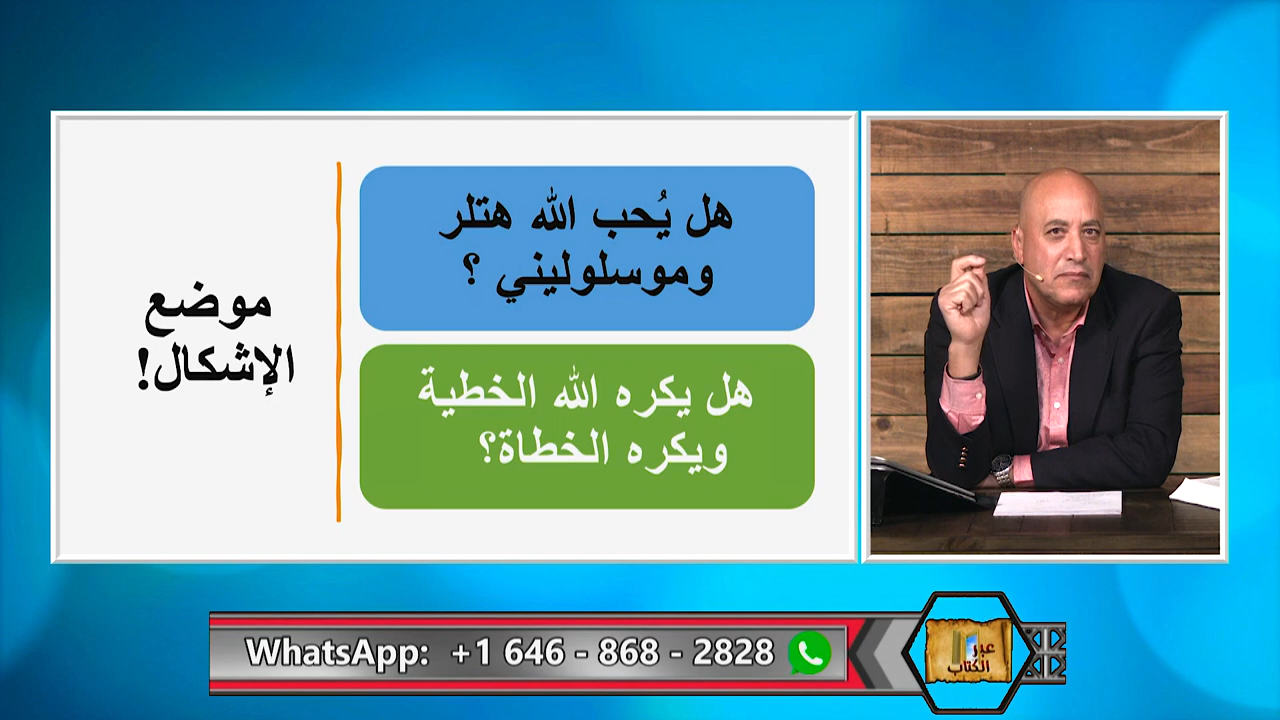 هل يُحب الله هتلر
وموسلوليني ؟
هل يكره الله الخطية
ويكره الخطاة؟
موضع
الإشكال!
WhatsApp: +1 646 - 868 - 2828
عبر
الكتاب